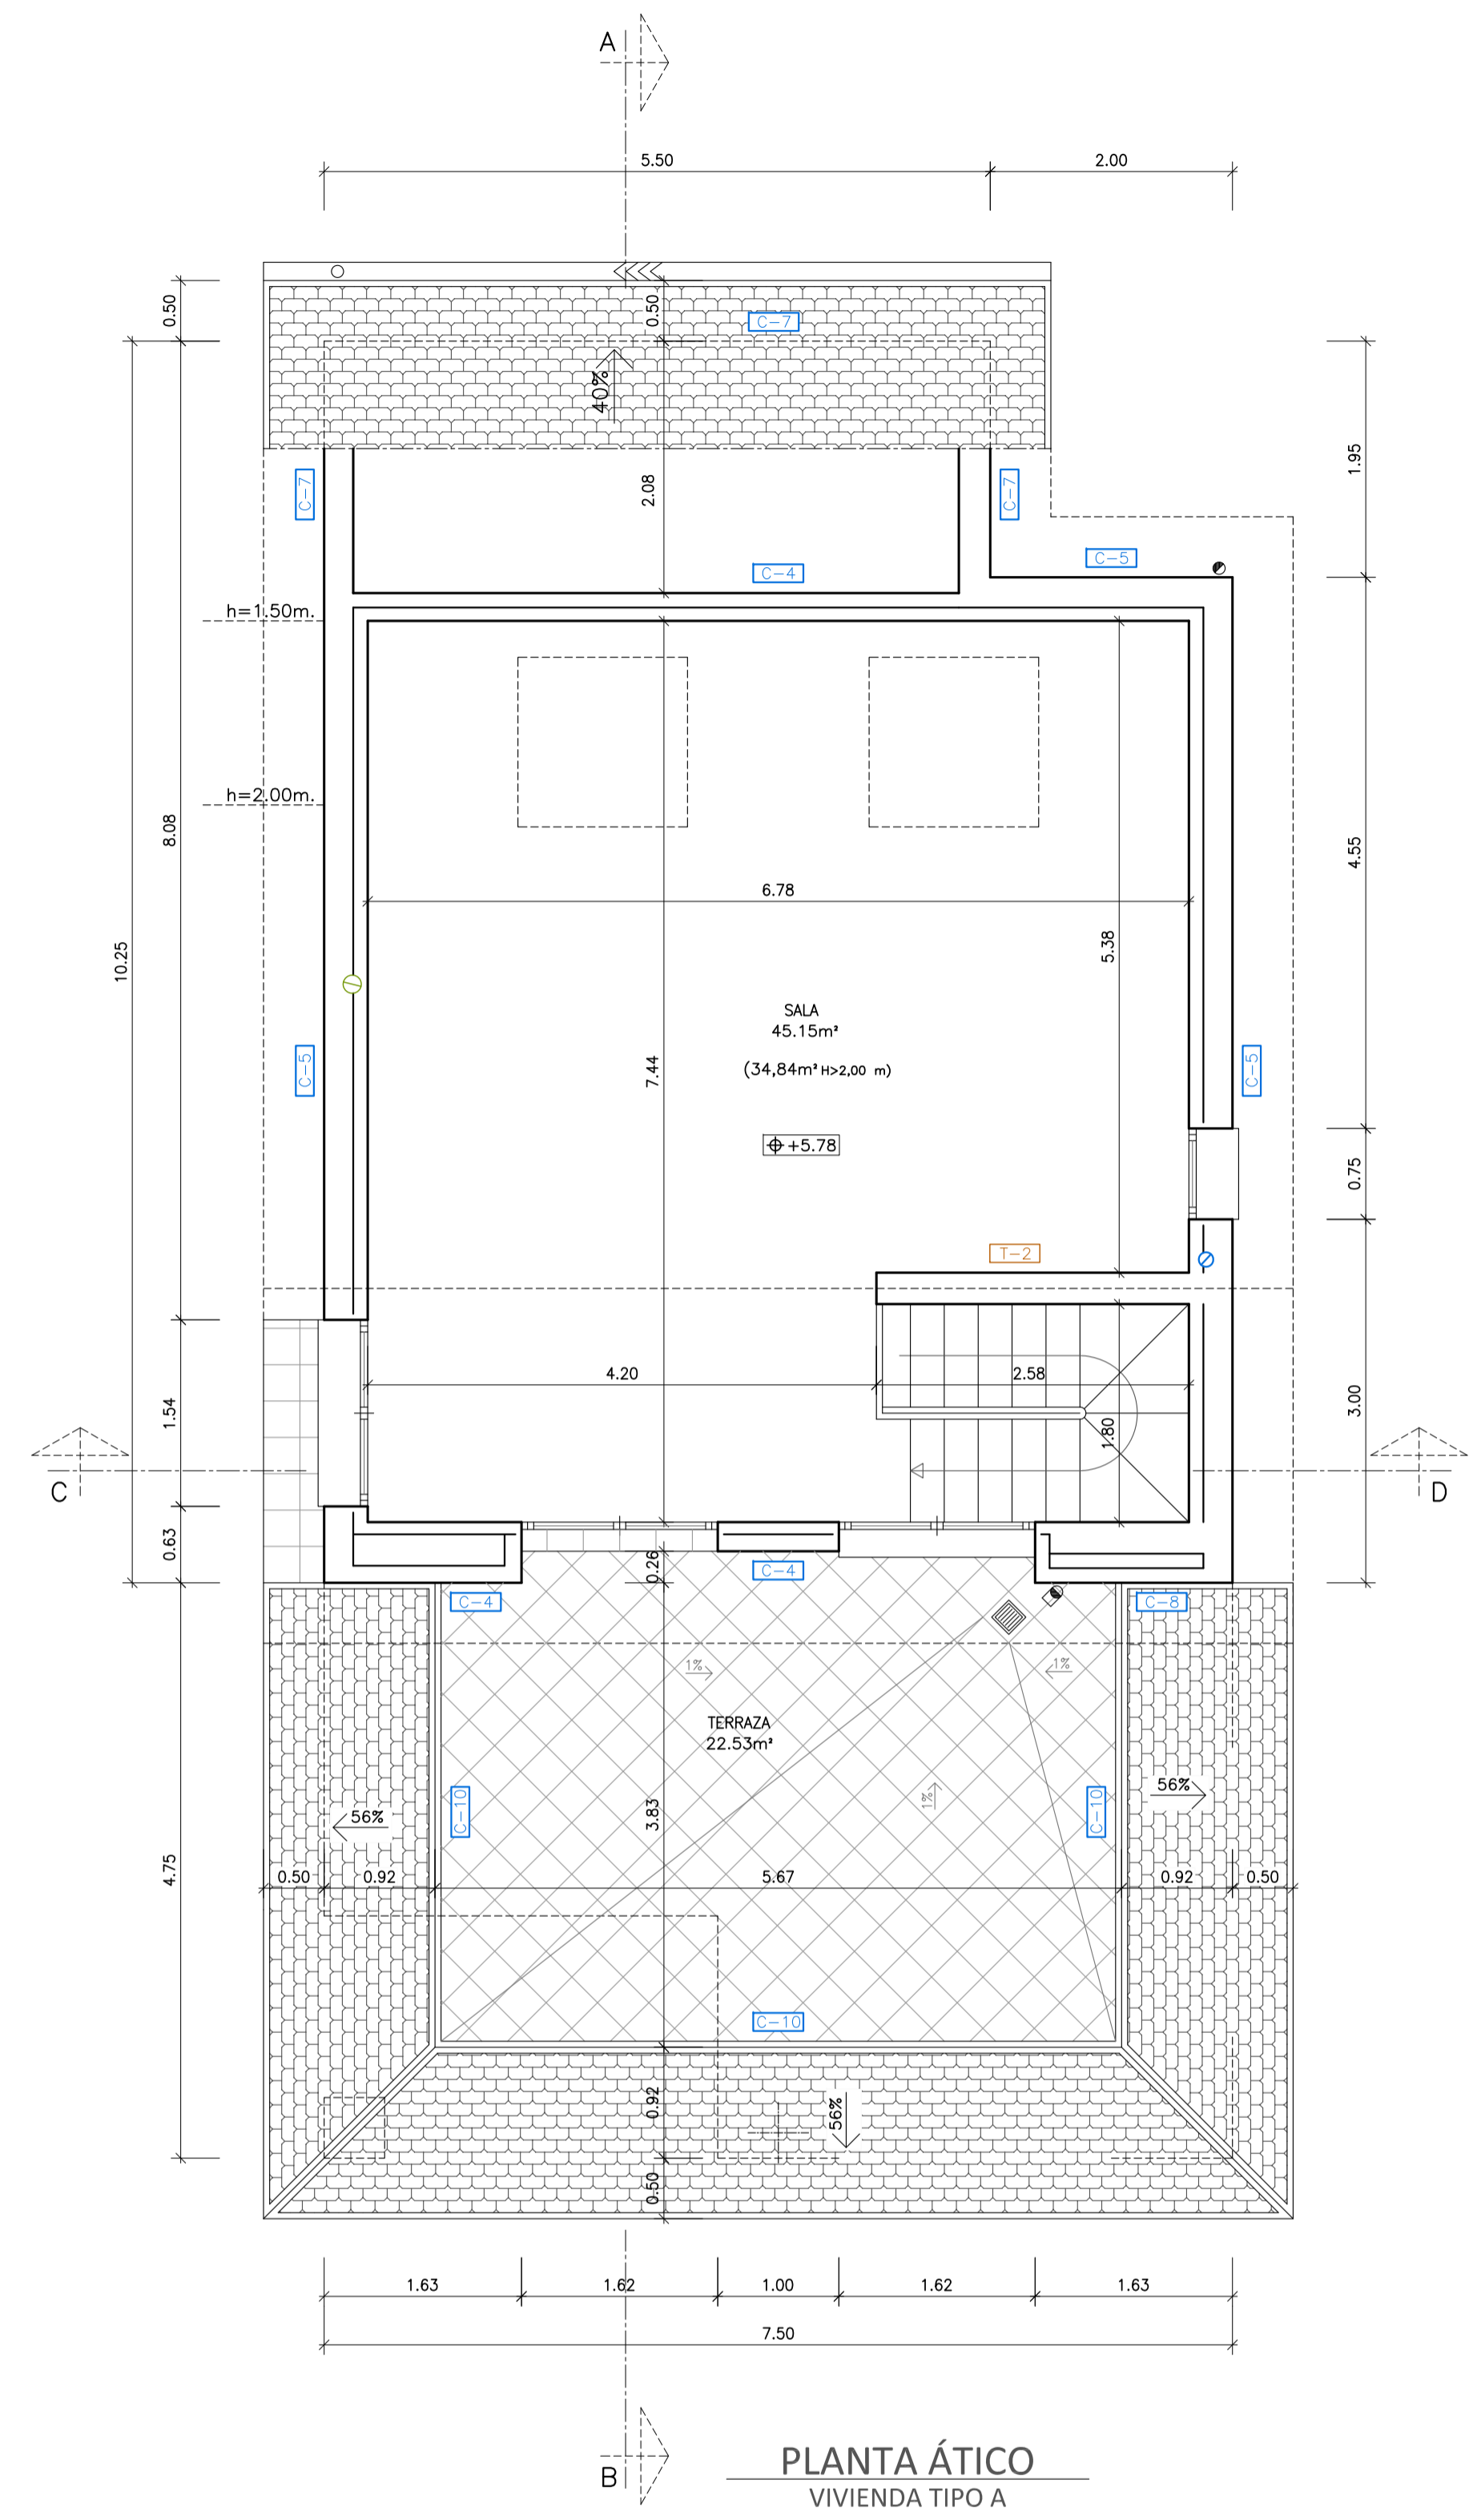 A
5.50
2.00
0.50
0.50
C-7
40%
1.95
C-7
2.08
C-7
C-4
C-5
h=1.50m.
h=2.00m.
8.08
4.55
6.78
10.25
5.38
SALA
45.15m²
(34,84m² H>2,00 m)
7.44
C-5
C-5
+5.78
0.75
T-2
4.20
2.58
1.54
1.80
3.00
C
D
0.63
0.26
C-4
C-4
C-8
1%
1%
TERRAZA
22.53m²
56%
1%
C-10
C-10
56%
3.83
4.75
0.50
0.92
5.67
0.92
0.50
C-10
0.92
56%
0.50
1.63
1.62
1.00
1.62
1.63
7.50
B
PLANTA ÁTICO
VIVIENDA TIPO A